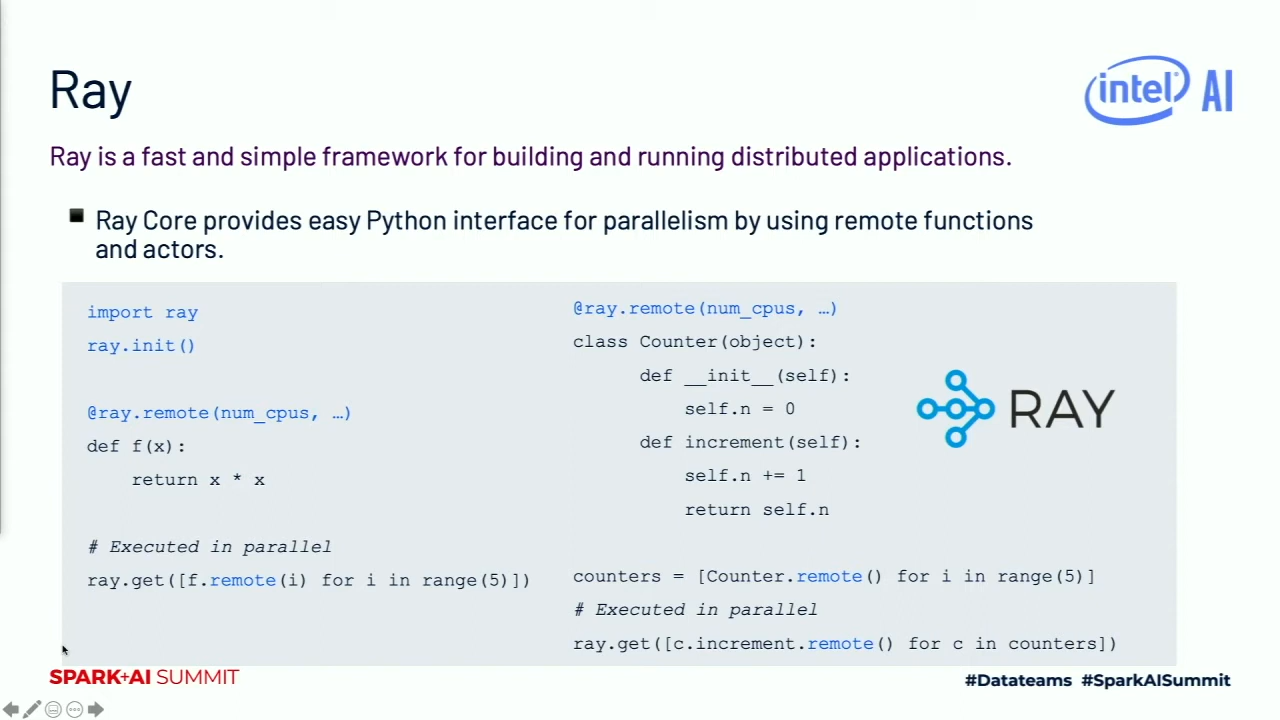 Ray
intel AI
Ray is a fast and simple framework for building and running distributed applications.
Ray Core provides easy Python interface for parallelism by using remote functions
and actors.
import ray
ray.init()
@ray.remote(num_cpus, …)
def f(x):
return x * x
# Executed in parallel
ray.get([f.remote(i) for i in range(5)])
@ray.remote(num_cpus, …)
class Counter(object):
def __init__(self):
self.n = 0
def increment(self):
self.n += 1
return self.n
counters = [Counter.remote() for i in range(5)]
# Executed in parallel
ray.get([c.increment.remote() for c in counters])
RAY
SPARK+AI SUMMIT
#Datateams #SparkAISummit